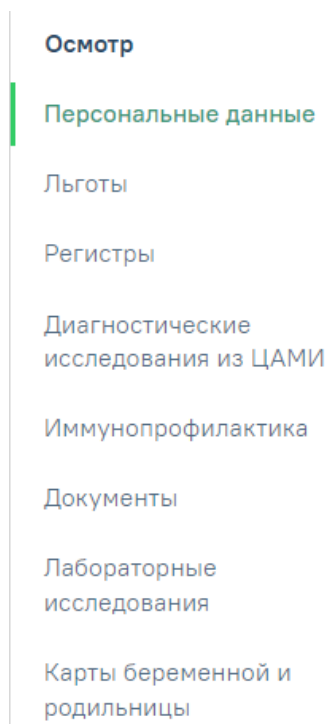 Осмотр
Персональные данные
Льготы
Регистры
Диагностические
исследования из ЦАМИ
Иммунопрофилактика
Документы
Лабораторные
исследования
Карты беременной и
родильницы